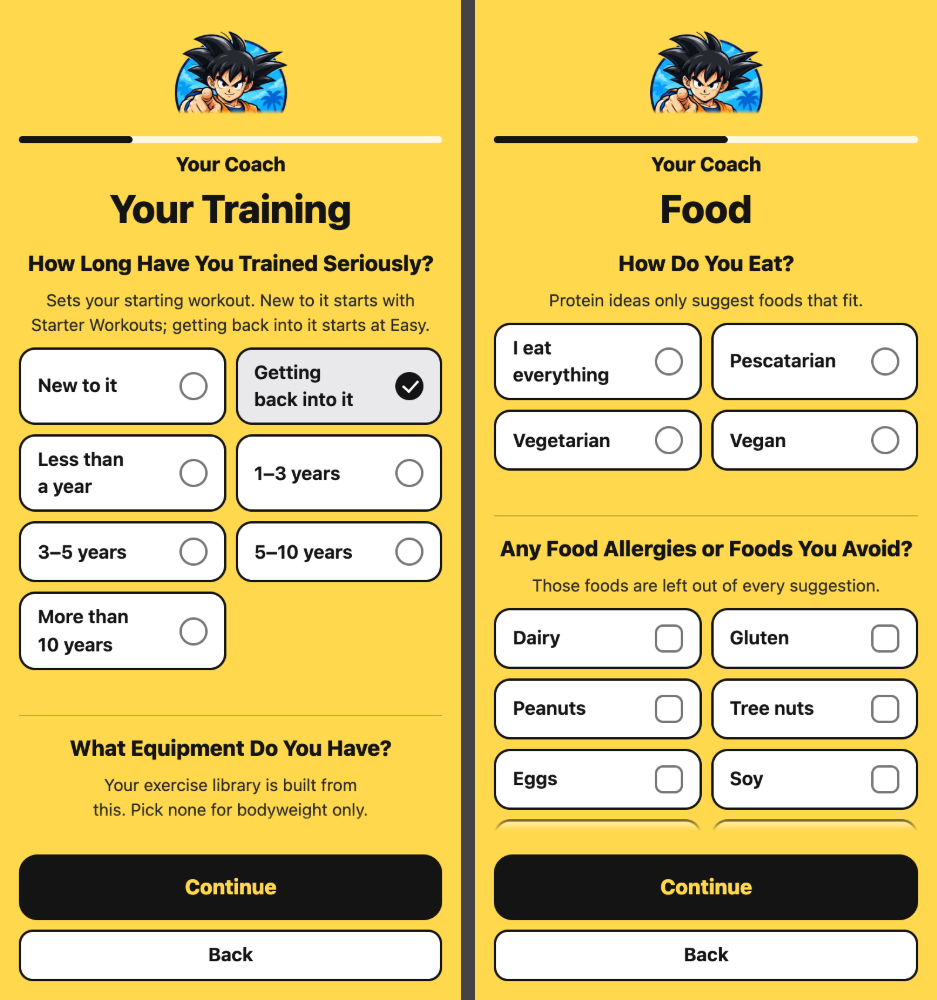 Your Coach
Your Training
How Long Have You Trained Seriously?
Sets your starting workout. New to it starts with
Starter Workouts; getting back into it starts at Easy.
New to it
Getting
back into it
Less than
a year
1–3 years
3–5 years
5–10 years
More than
10 years
What Equipment Do You Have?
Your exercise library is built from
this. Pick none for bodyweight only.
Continue
Back
Your Coach
Food
How Do You Eat?
Protein ideas only suggest foods that fit.
I eat
everything
Pescatarian
Vegetarian
Vegan
Any Food Allergies or Foods You Avoid?
Those foods are left out of every suggestion.
Dairy
Gluten
Peanuts
Tree nuts
Eggs
Soy
Continue
Back